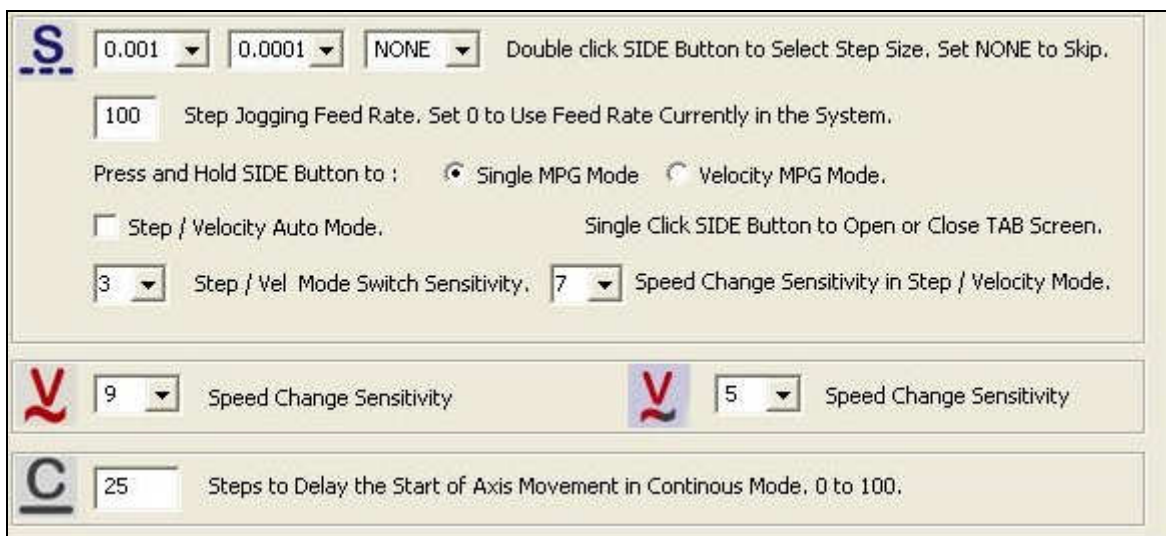 S 0.001 0.0001 NONE Double click SIDE Button to Select Step Size. Set NONE to Skip.
100 Step Jogging Feed Rate. Set 0 to Use Feed Rate Currently in the System.
Press and Hold SIDE Button to : Single MPG Mode Velocity MPG Mode.
Step / Velocity Auto Mode. Single Click SIDE Button to Open or Close TAB Screen.
3 Step / Vel Mode Switch Sensitivity. 7 Speed Change Sensitivity in Step / Velocity Mode.
V 9 Speed Change Sensitivity V 5 Speed Change Sensitivity
C 25 Steps to Delay the Start of Axis Movement in Continous Mode. 0 to 100.